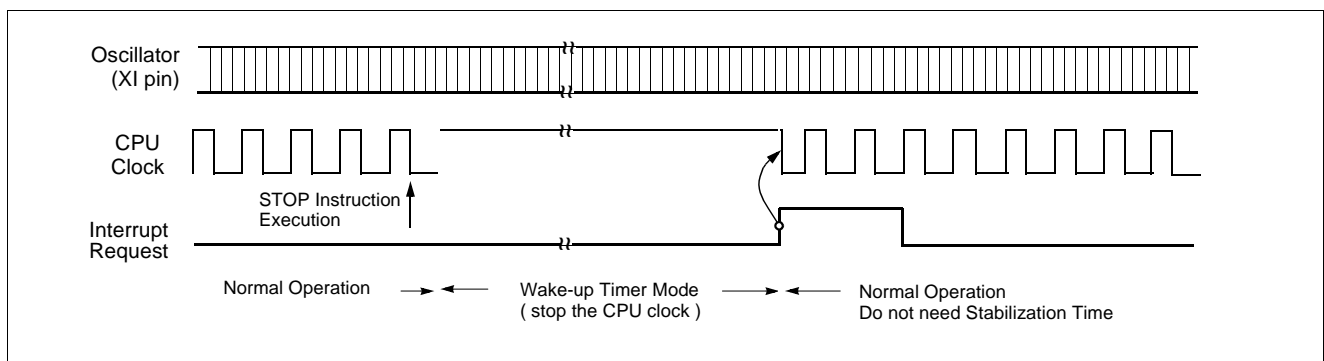 Oscillator
(XI pin)
CPU
Clock
STOP Instruction
Execution
Interrupt
Request
Normal Operation
Wake-up Timer Mode
( stop the CPU clock )
Normal Operation
Do not need Stabilization Time